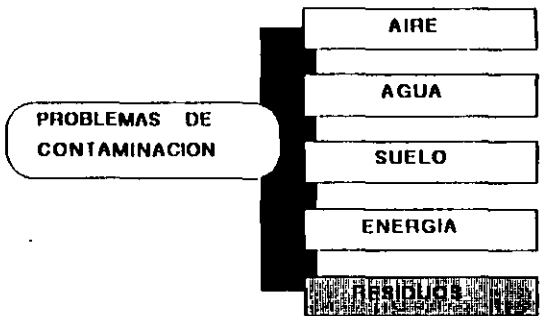 AIRE
AGUA
PROBLEMAS DE
CONTAMINACION
SUELO
ENERGIA
RESIDUOS